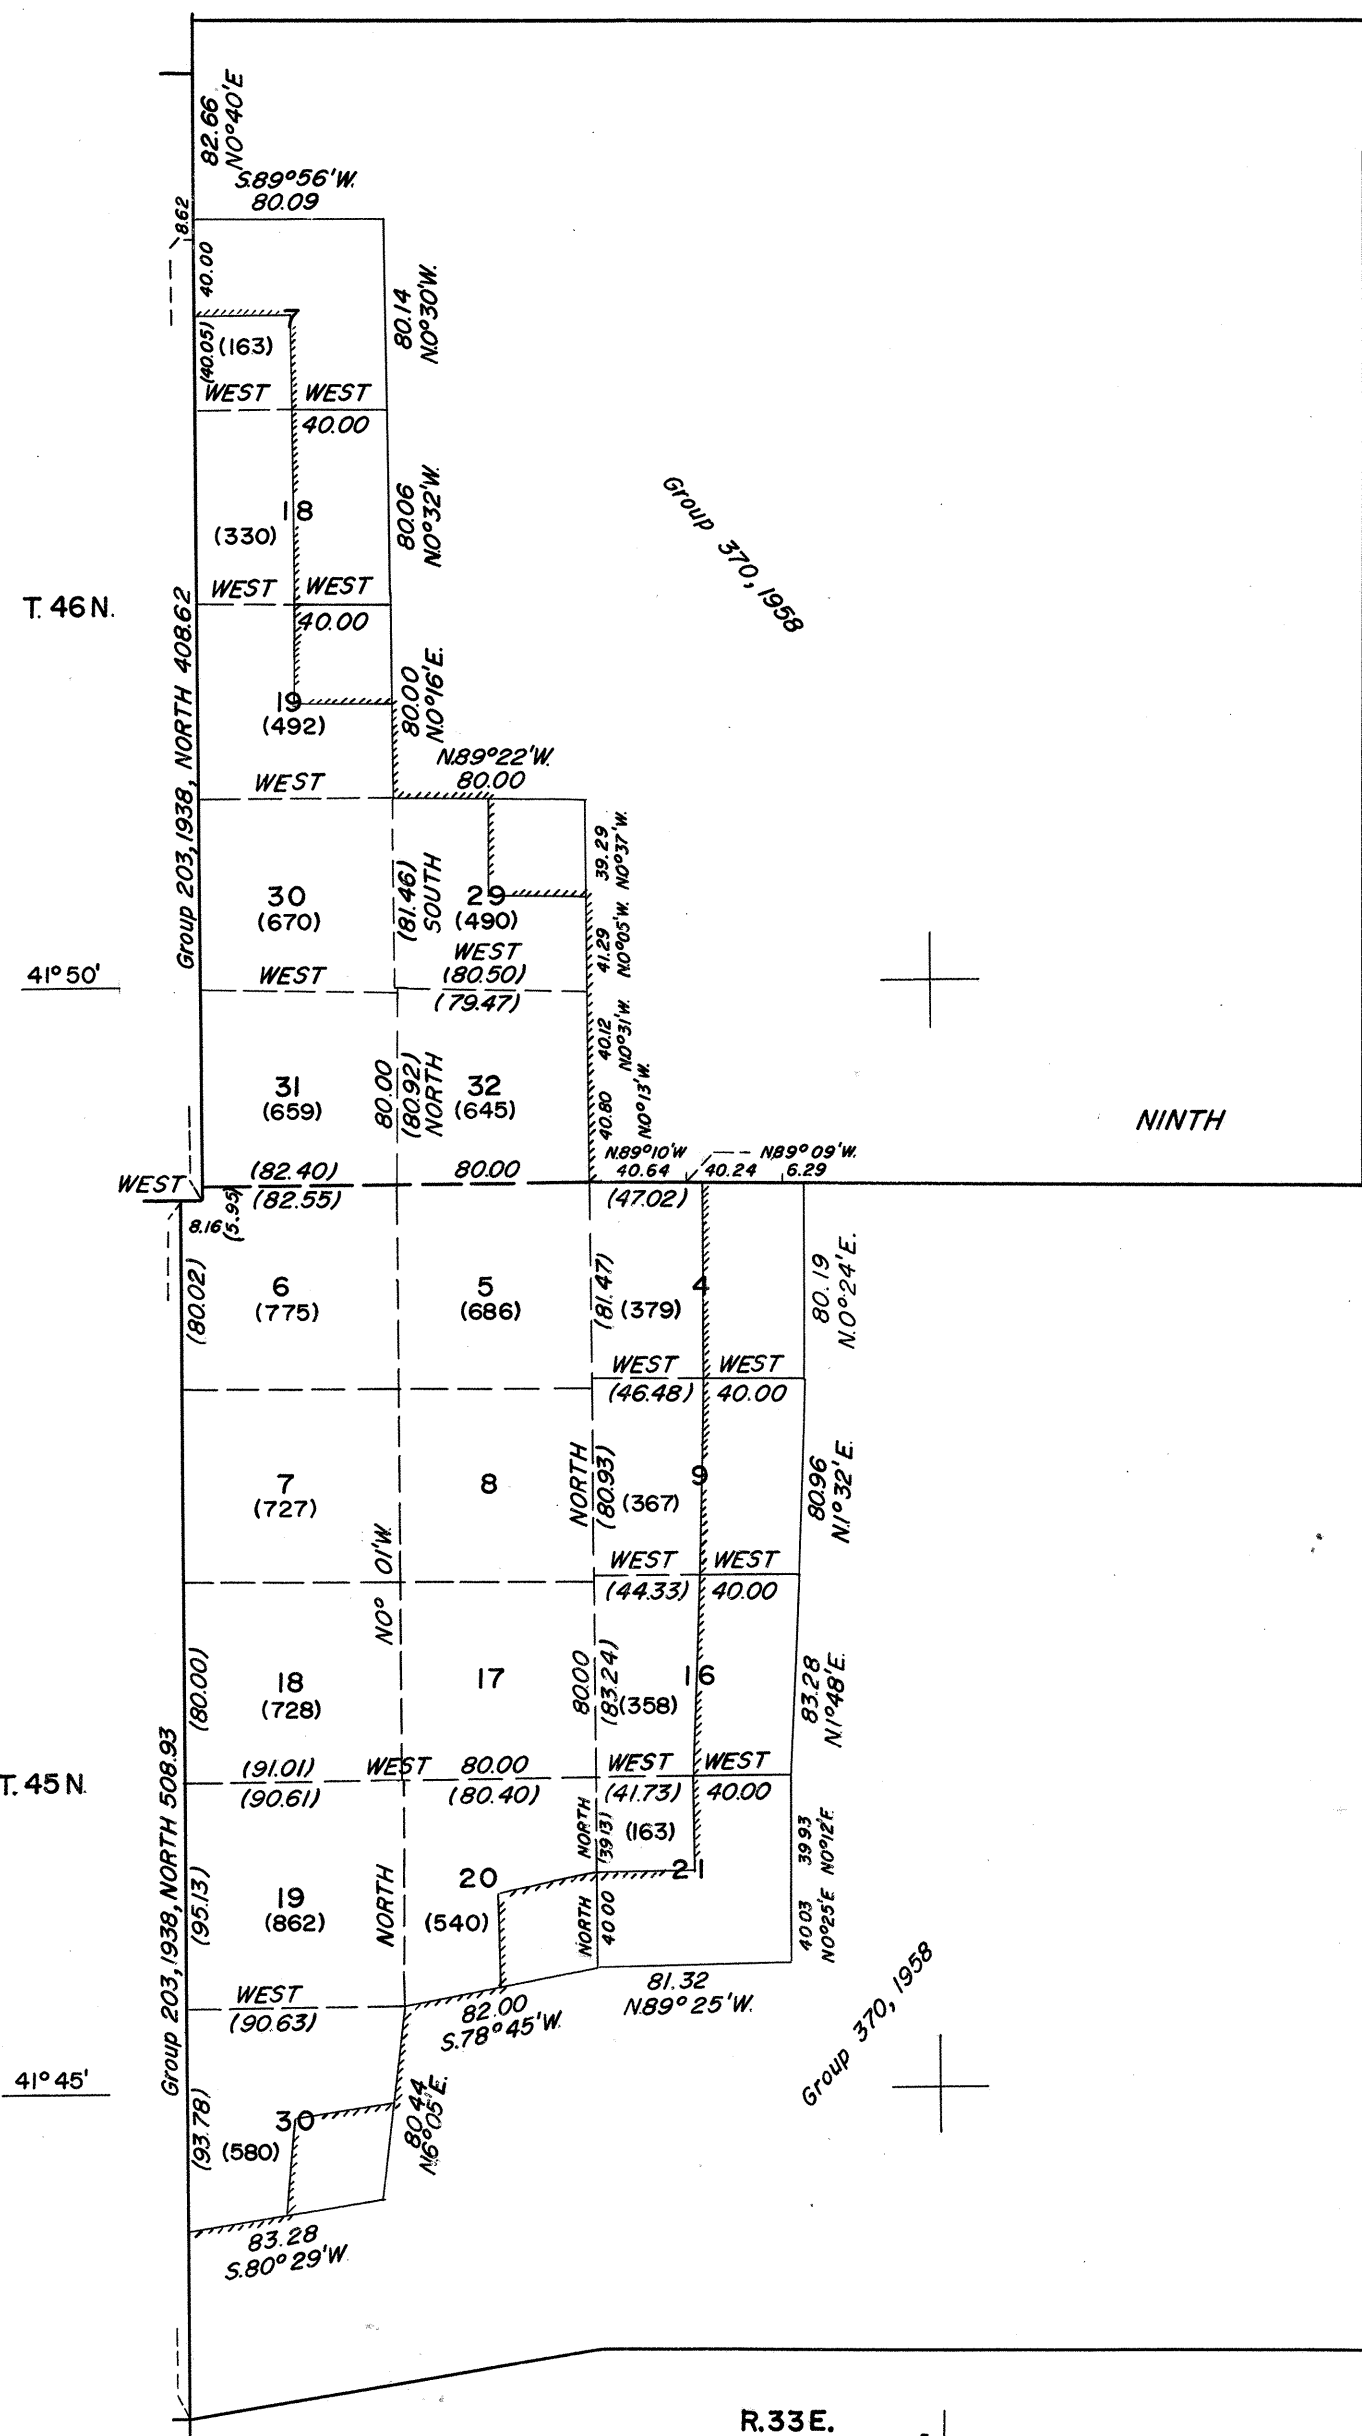 82.66
N0°40'E
S.89°56'W.
80.09
8.62
40.00
7
(40.05)
(163)
80.14
N.0°30'W.
WEST
WEST
40.00
18
(330)
80.06
N.0°32'W.
Group 370, 1958
WEST
WEST
40.00
T. 46 N.
Group 203, 1938, NORTH 408.62
19
(492)
80.00
N.0°16'E.
N.89°22'W.
80.00
WEST
39.29
N.0°37'W.
30
(670)
(81.46)
SOUTH
29
(490)
41.29
N.0°05'W.
WEST
(80.50)
41°50'
WEST
(79.47)
40.12
N.0°31'W.
31
(659)
80.00
(80.92)
NORTH
32
(645)
40.80
N.0°13'W.
NINTH
N.89°10'W
N.89°09'W.
(82.40)
80.00
40.64
40.24
6.29
WEST
(82.55)
(47.02)
8.16
(5.95)
(80.02)
6
(775)
5
(686)
(81.47)
(379)
4
80.19
N.0°24'E.
WEST
WEST
(46.48)
40.00
7
(727)
8
NORTH
(80.93)
(367)
9
80.96
N.1°32'E.
N0° 01'W.
WEST
WEST
(44.33)
40.00
(80.00)
18
(728)
17
80.00
(83.24)
(358)
16
83.28
N.1°48'E.
(91.01)
WEST
80.00
WEST
WEST
T. 45 N.
(90.61)
(80.40)
(41.73)
40.00
Group 203, 1938, NORTH 508.93
NORTH
(39.13)
(163)
39 93
N0°12'E.
21
(95.13)
19
(862)
NORTH
20
(540)
NORTH
40 00
40 03
N0°25'E
WEST
(90.63)
82.00
S.78°45'W.
81.32
N.89°25'W.
Group 370, 1958
41°45'
(93.78)
30
(580)
80.44
N.6°05'E.
83.28
S.80°29'W.
R. 33 E.